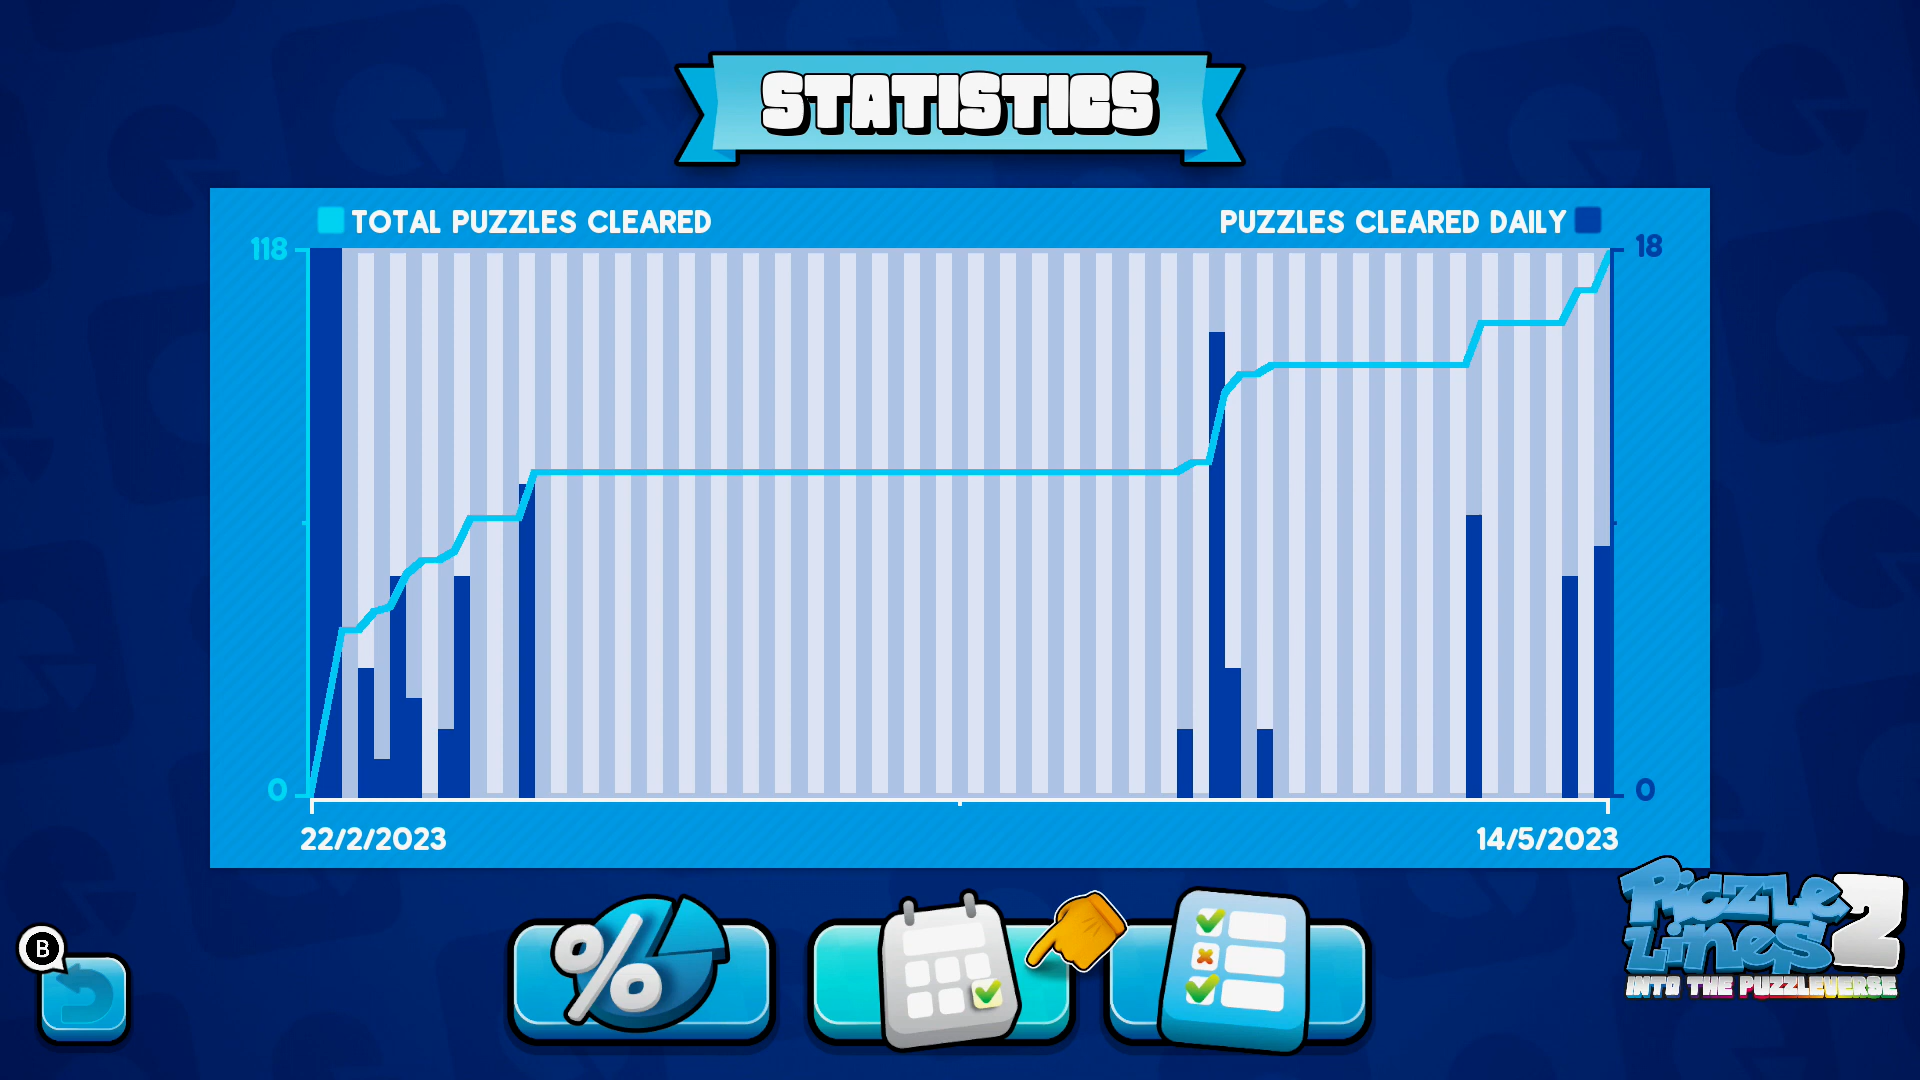 STATISTICS
TOTAL PUZZLES CLEARED
PUZZLES CLEARED DAILY
118
18
0
0
22/2/2023
14/5/2023
%
B
PICZLE
LINES 2
INTO THE PUZZLEVERSE